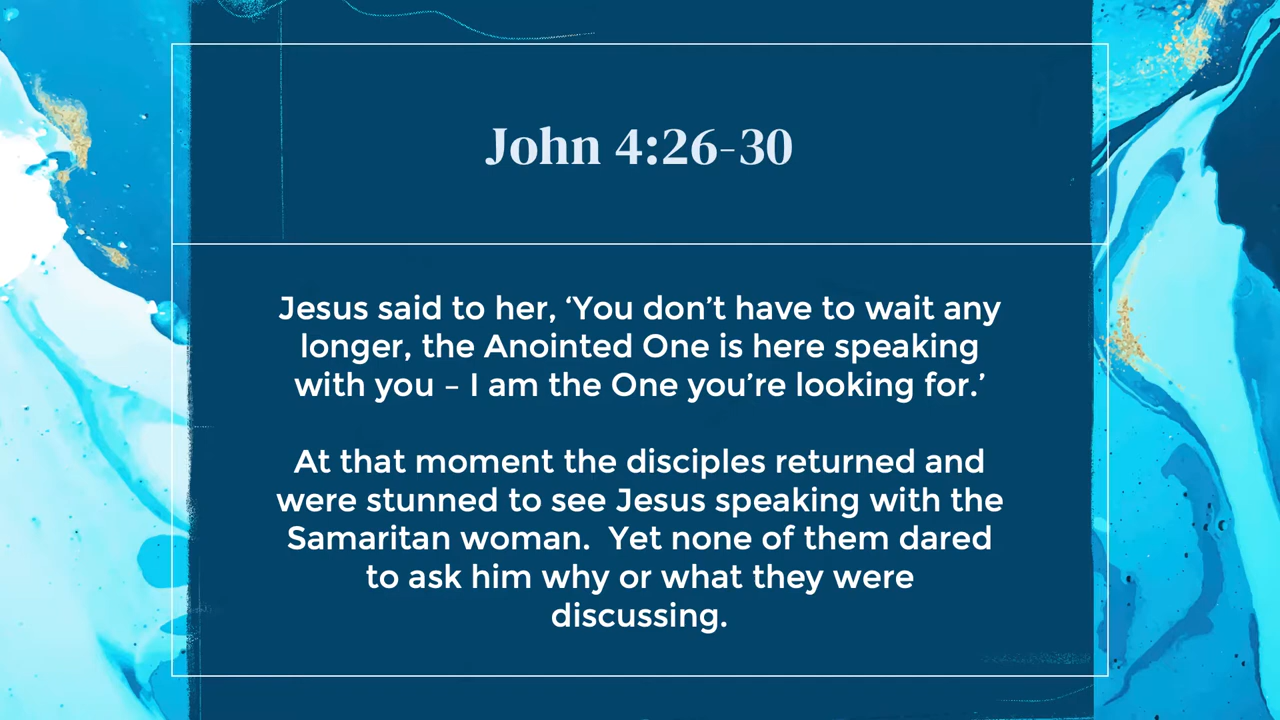 John 4:26-30
Jesus said to her, ‘You don’t have to wait any
longer, the Anointed One is here speaking
with you – I am the One you’re looking for.’
At that moment the disciples returned and
were stunned to see Jesus speaking with the
Samaritan woman.  Yet none of them dared
to ask him why or what they were
discussing.